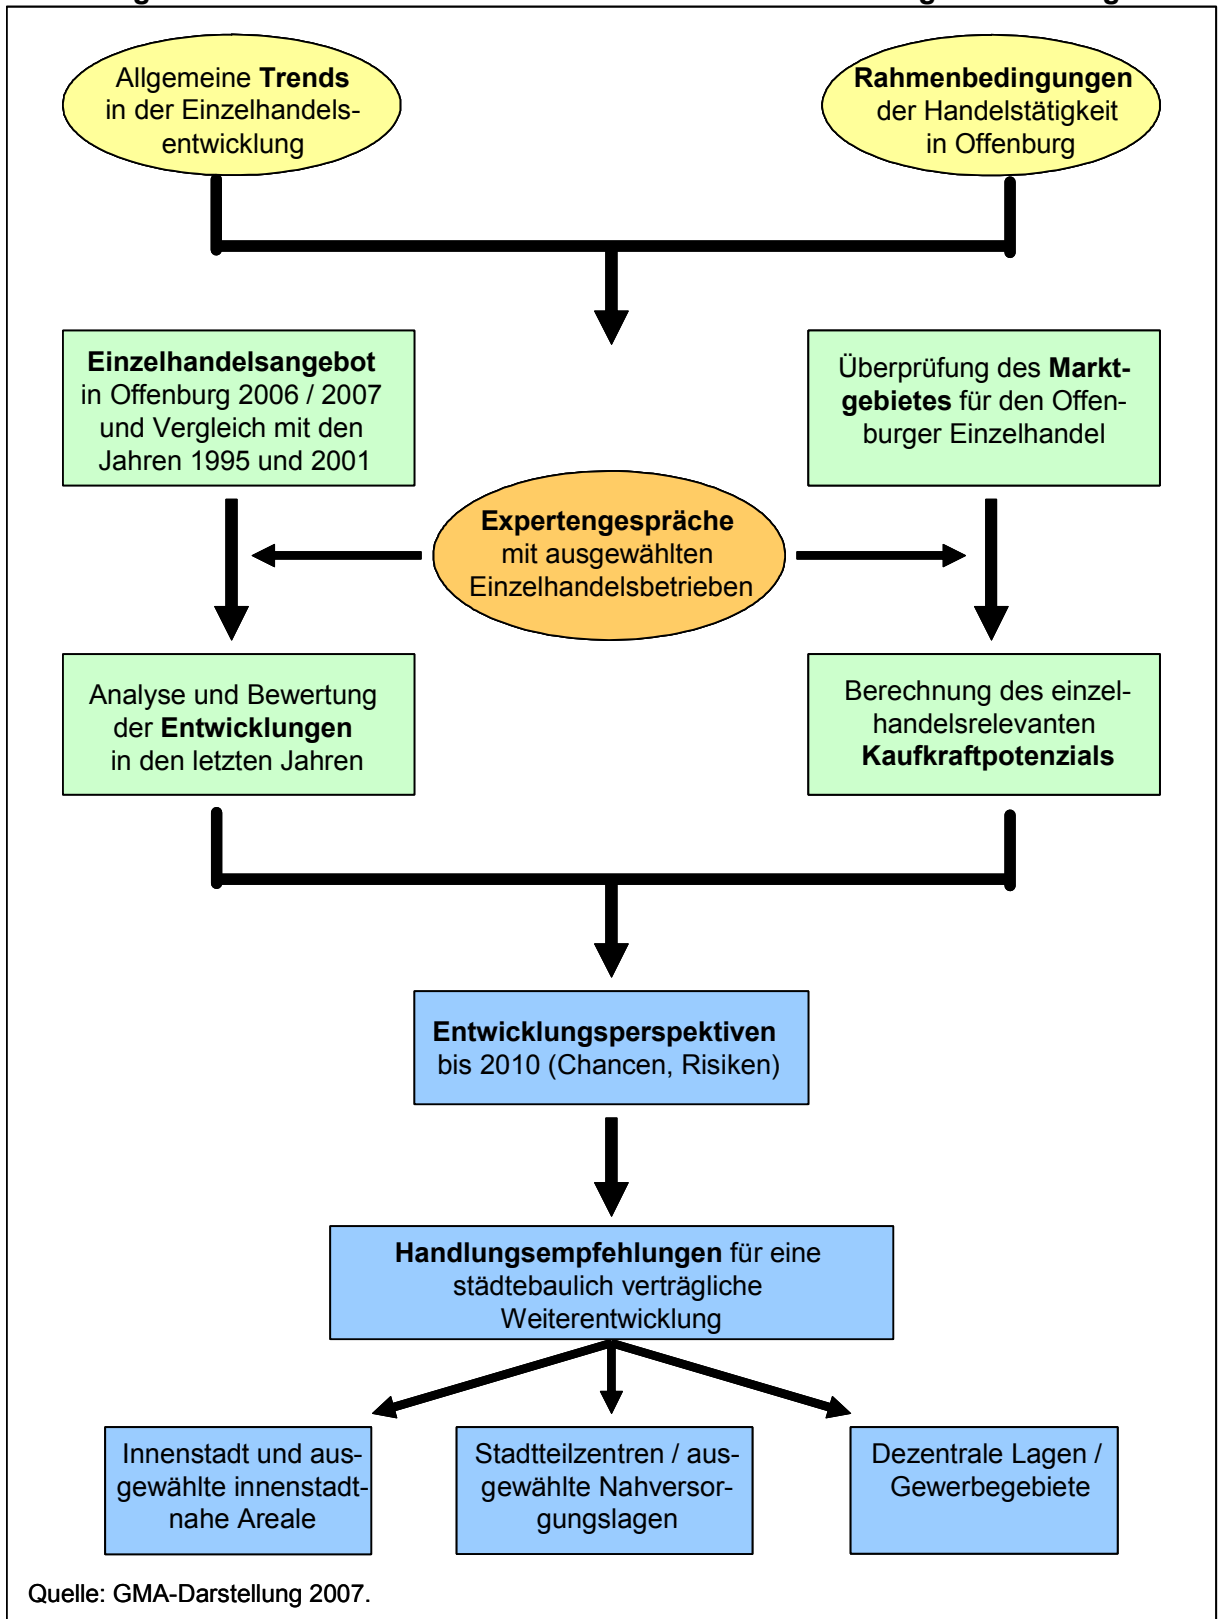 Allgemeine Trends
in der Einzelhandels-
entwicklung
Rahmenbedingungen
der Handelstätigkeit
in Offenburg
Einzelhandelsangebot
in Offenburg 2006 / 2007
und Vergleich mit den
Jahren 1995 und 2001
Überprüfung des Markt-
gebietes für den Offen-
burger Einzelhandel
Expertengespräche
mit ausgewählten
Einzelhandelsbetrieben
Analyse und Bewertung
der Entwicklungen
in den letzten Jahren
Berechnung des einzel-
handelsrelevanten
Kaufkraftpotenzials
Entwicklungsperspektiven
bis 2010 (Chancen, Risiken)
Handlungsempfehlungen für eine
städtebaulich verträgliche
Weiterentwicklung
Innenstadt und aus-
gewählte innenstadt-
nahe Areale
Stadtteilzentren / aus-
gewählte Nahversor-
gungslagen
Dezentrale Lagen /
Gewerbegebiete
Quelle: GMA-Darstellung 2007.